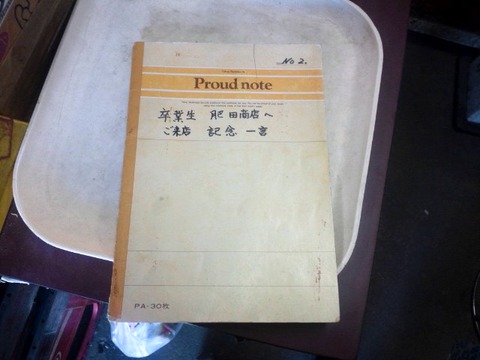 No 2.
Proud note
卒業生 肥田商店へ
ご来店 記念 一言
PA-30枚